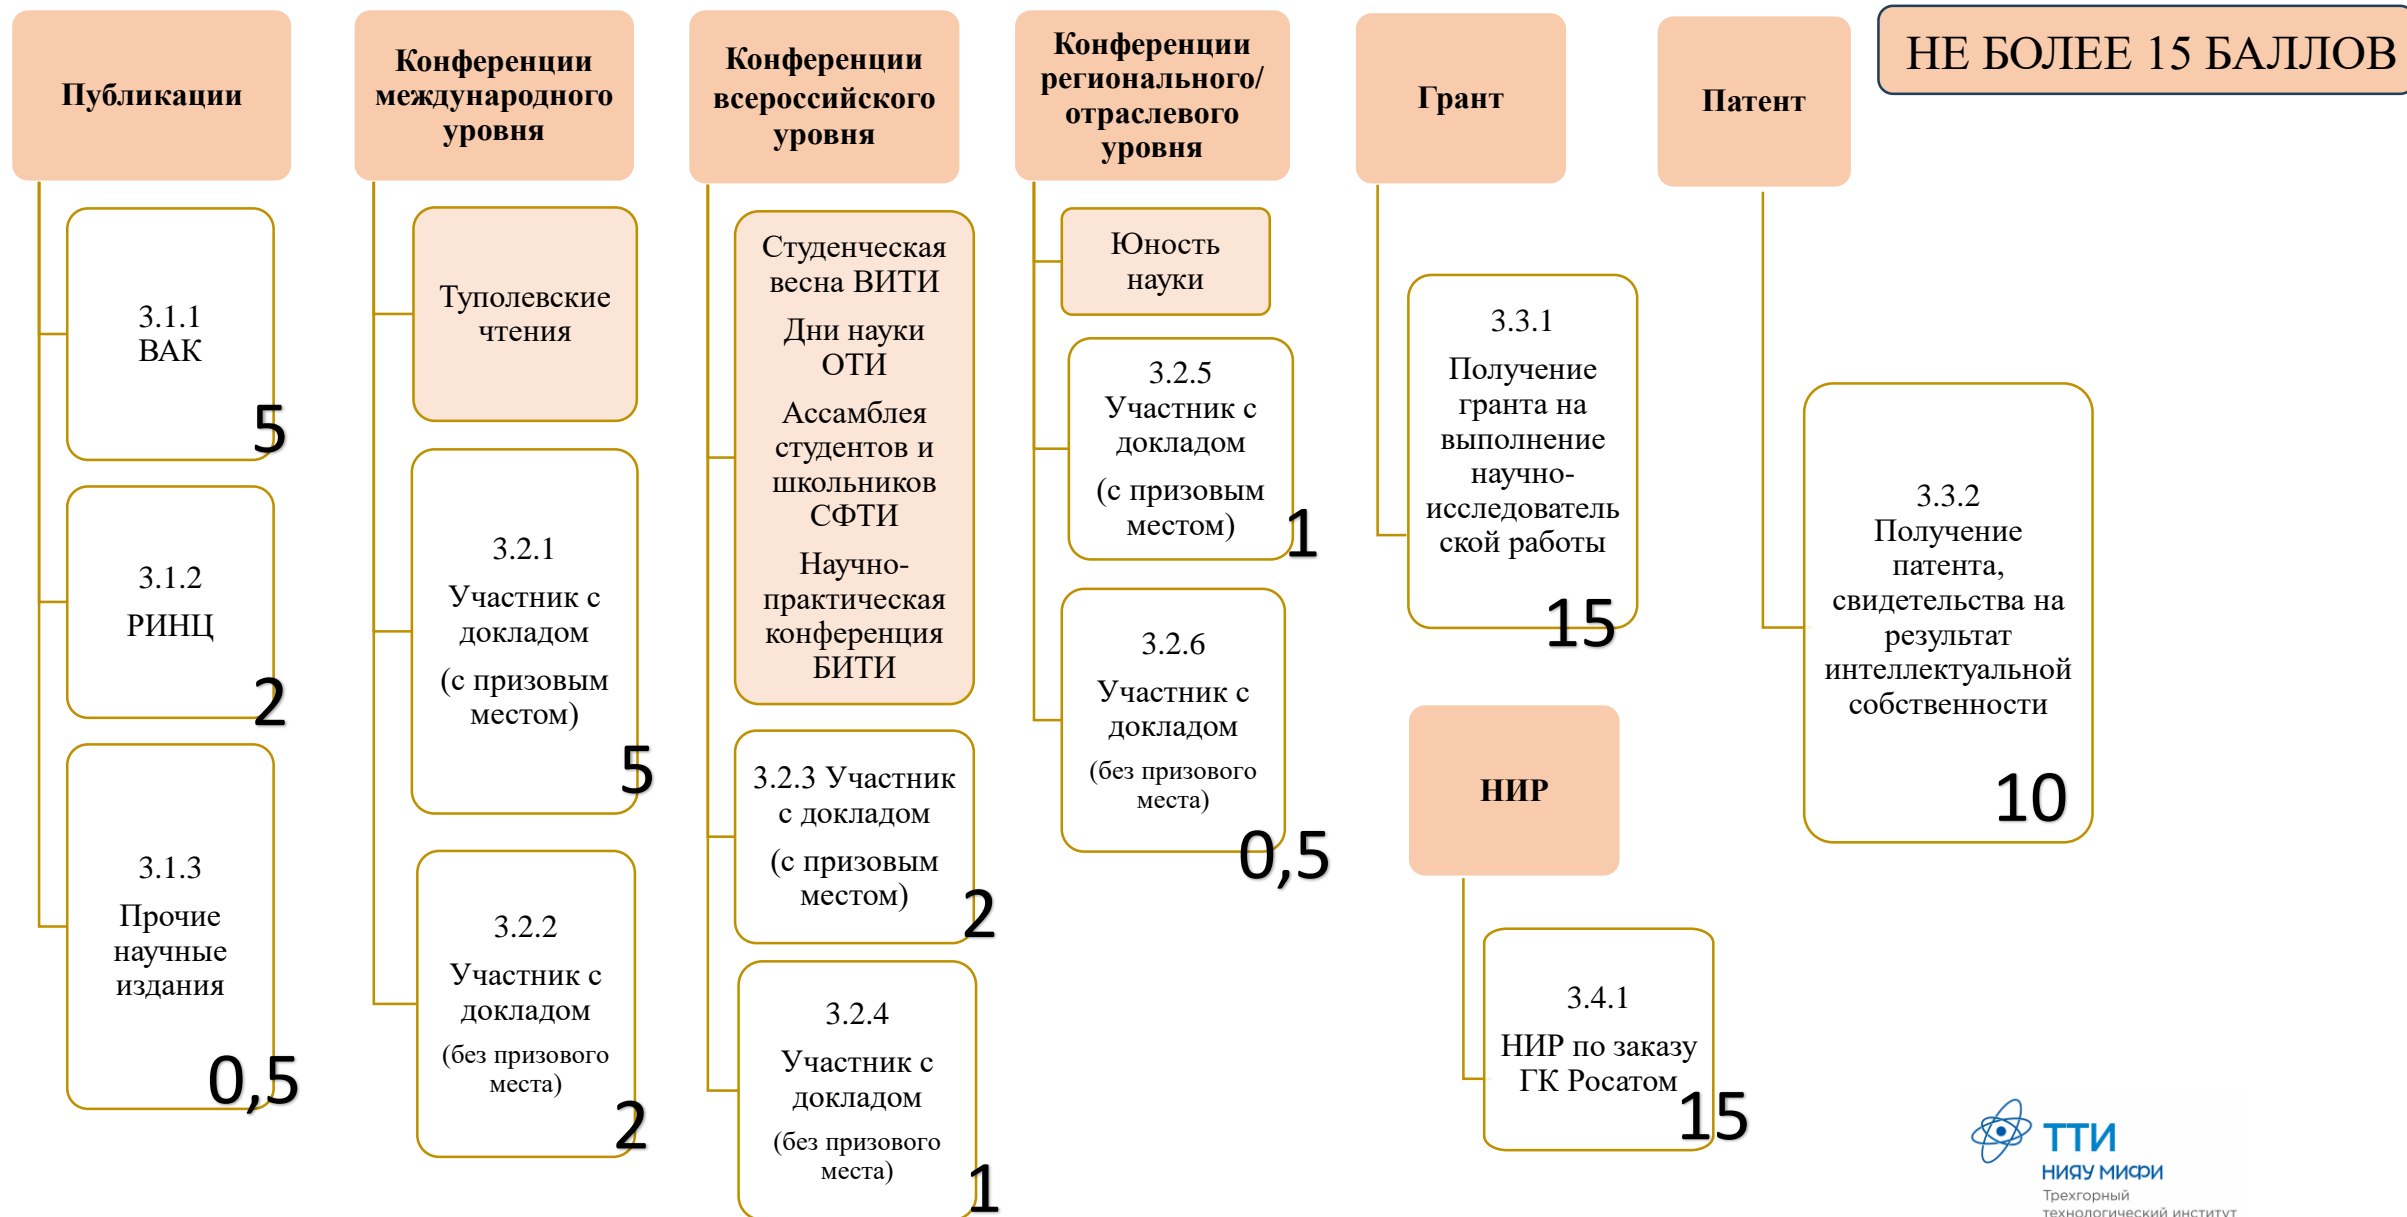 Публикации
3.1.1
ВАК
5
3.1.2
РИНЦ
2
3.1.3
Прочие
научные
издания
0,5
Конференции
международного
уровня
Туполевские
чтения
3.2.1
Участник с
докладом
(с призовым
местом)
5
3.2.2
Участник с
докладом
(без призового
места)
2
Конференции
всероссийского
уровня
Студенческая
весна ВИТИ
Дни науки
ОТИ
Ассамблея
студентов и
школьников
СФТИ
Научно-
практическая
конференция
БИТИ
3.2.3 Участник
с докладом
(с призовым
местом)
2
3.2.4
Участник с
докладом
(без призового
места)
1
Конференции
регионального/
отраслевого
уровня
Юность
науки
3.2.5
Участник с
докладом
(с призовым
местом)
1
3.2.6
Участник с
докладом
(без призового
места)
0,5
Грант
3.3.1
Получение
гранта на
выполнение
научно-
исследователь
ской работы
15
НИР
3.4.1
НИР по заказу
ГК Росатом
15
Патент
3.3.2
Получение
патента,
свидетельства на
результат
интеллектуальной
собственности
10
НЕ БОЛЕЕ 15 БАЛЛОВ
ТТИ
НИЯУ МИФИ
Трехгорный
технологический институт